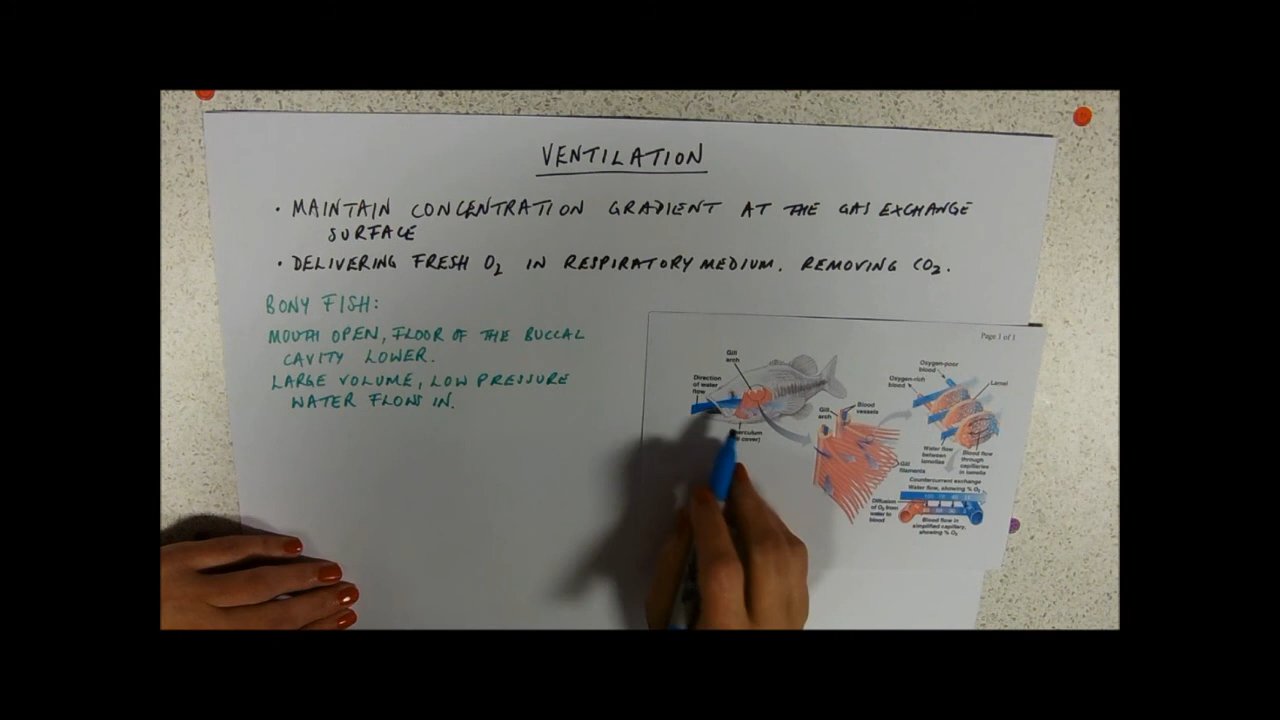 VENTILATION
· MAINTAIN CONCENTRATION GRADIENT AT THE GAS EXCHANGE
SURFACE
· DELIVERING FRESH O₂ IN RESPIRATORY MEDIUM. REMOVING CO₂.
BONY FISH:
MOUTH OPEN, FLOOR OF THE BUCCAL
CAVITY LOWER.
LARGE VOLUME, LOW PRESSURE
WATER FLOWS IN.
Page 1 of 1
Gill
arch
Direction
of water
flow
cover)
Gill
arch
Blood
vessels
Gill
filaments
Oxygen-poor
blood
Oxygen-rich
blood
Water flow
between
lamellae
Blood flow
through
capillaries
in lamella
Countercurrent exchange
Water flow, showing % O₂
Diffusion
of O₂ from
water to
blood
Blood flow in
simplified capillary,
showing % O₂